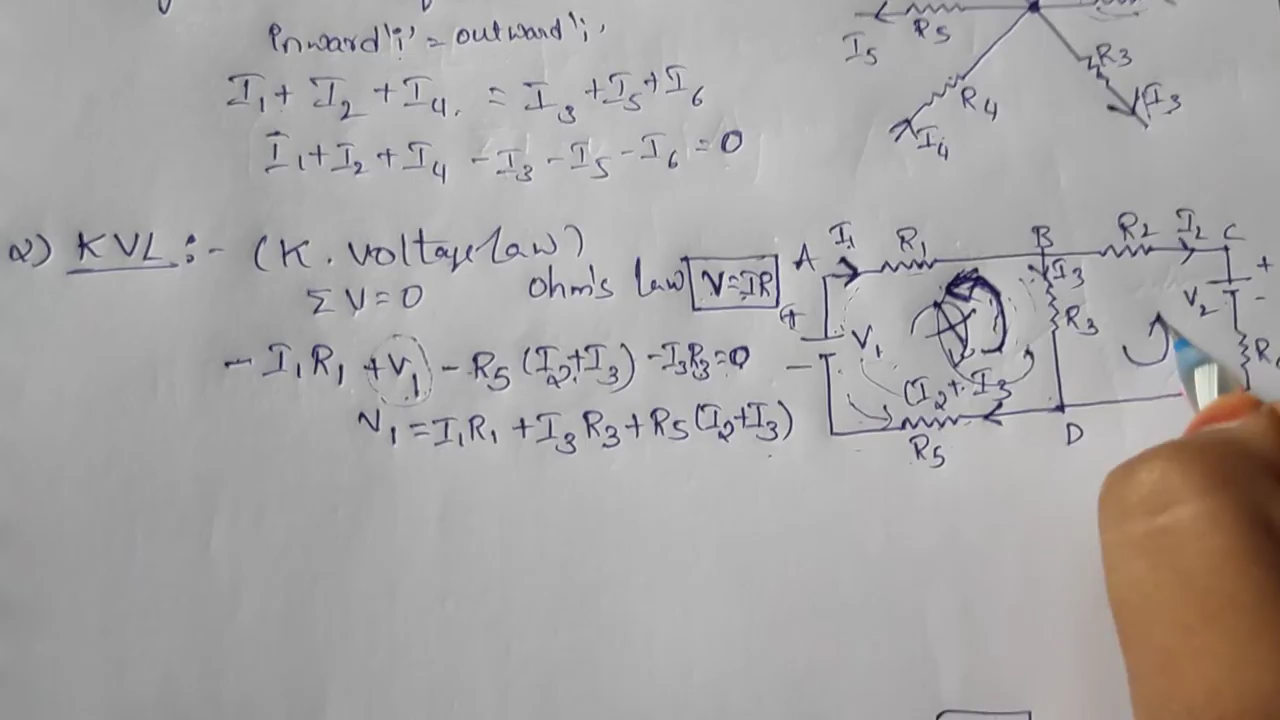 Inward 'i' = outward 'i',
I₁ + I₂ + I₄. = I₃ + I₅ + I₆
I₁ + I₂ + I₄ - I₃ - I₅ - I₆ = 0
R₅
I₅
R₄
I₄
R₃
I₃
2) KVL :- (K. voltage law)
ΣV = 0
ohm's law V=IR
- I₁R₁ + V₁ - R₅ (I₂+I₃) - I₃R₃ = 0
V₁ = I₁R₁ + I₃R₃ + R₅ (I₂+I₃)
A I₁ R₁ B R₂ I₂ C
+ V₁ -
I₃
R₃
V₂ + -
R
(I₂ + I₃
R₅
D